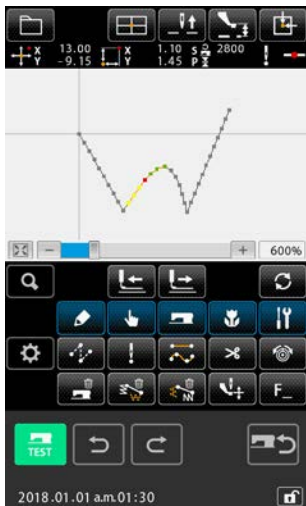 X 13.00 X 1.10 S 2800
Y -9.15 Y 1.45 P
600%
F_
TEST
2018.01.01 a.m.01:30